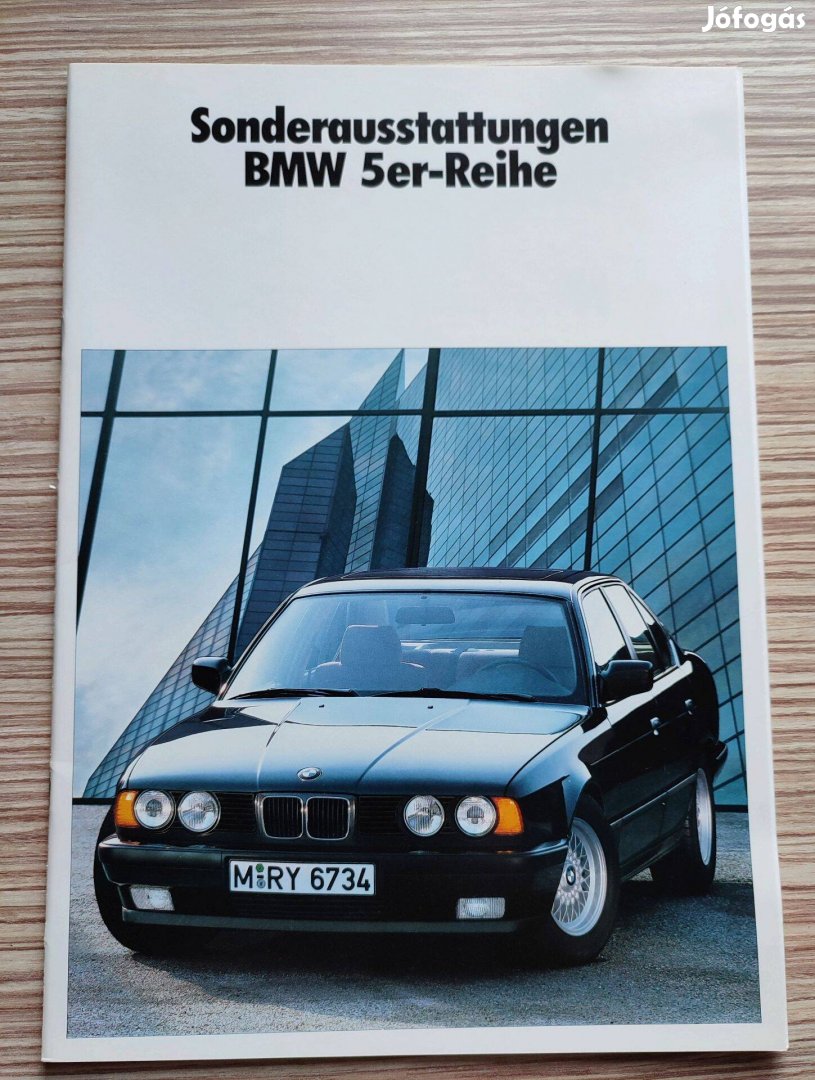 Jófogás
Sonderausstattungen
BMW 5er-Reihe
M RY 6734